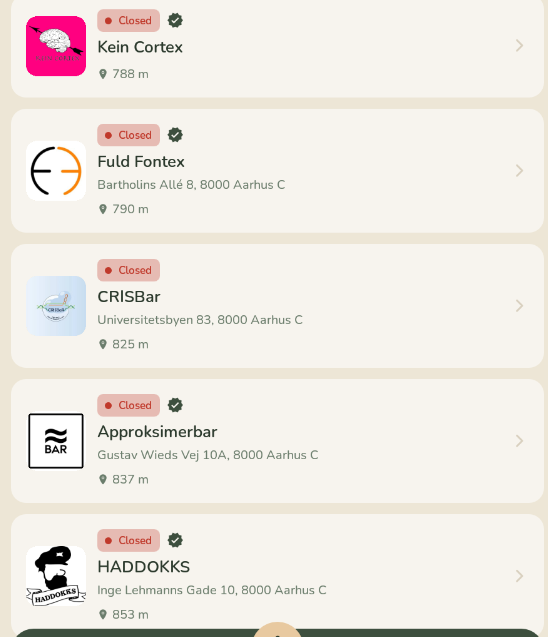 Closed
Kein Cortex
788 m
Closed
Fuld Fontex
Bartholins Allé 8, 8000 Aarhus C
790 m
Closed
CRISBar
Universitetsbyen 83, 8000 Aarhus C
825 m
Closed
BAR
Approksimerbar
Gustav Wieds Vej 10A, 8000 Aarhus C
837 m
Closed
HADDOKKS
HADDOKKS
Inge Lehmanns Gade 10, 8000 Aarhus C
853 m